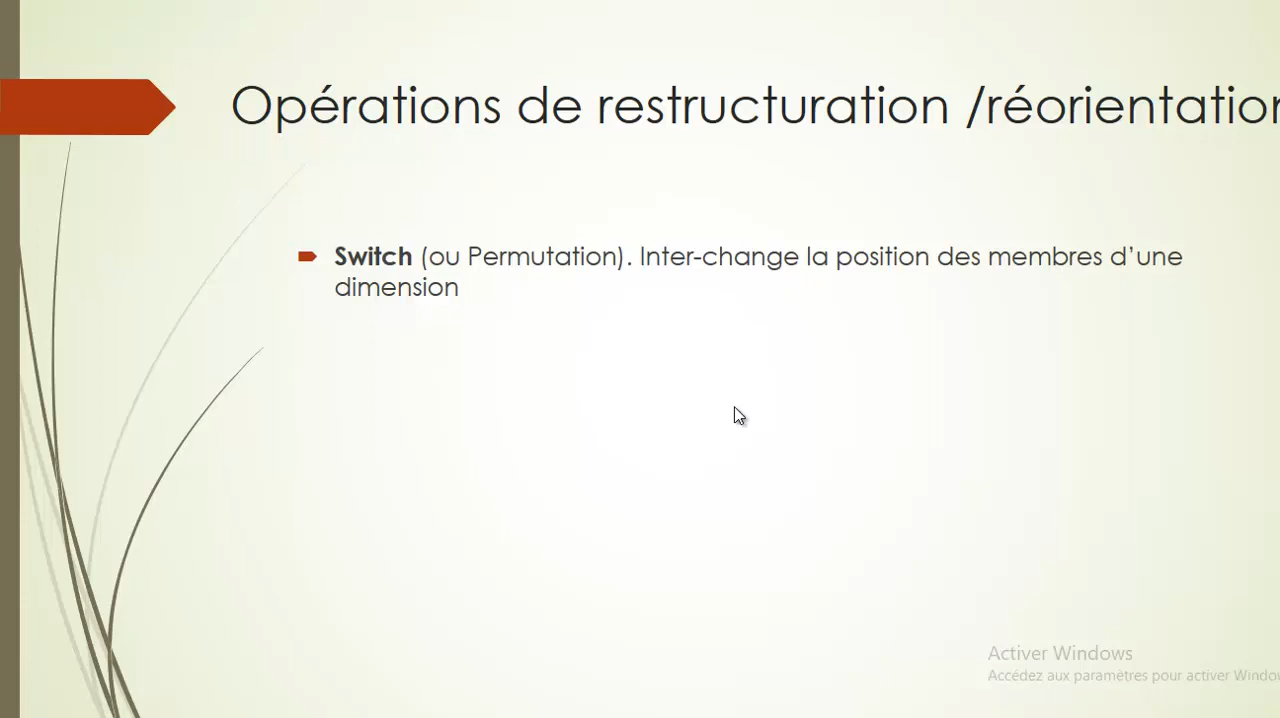 Opérations de restructuration /réorientation
Switch (ou Permutation). Inter-change la position des membres d’une
dimension
Activer Windows
Accédez aux paramètres pour activer Windo